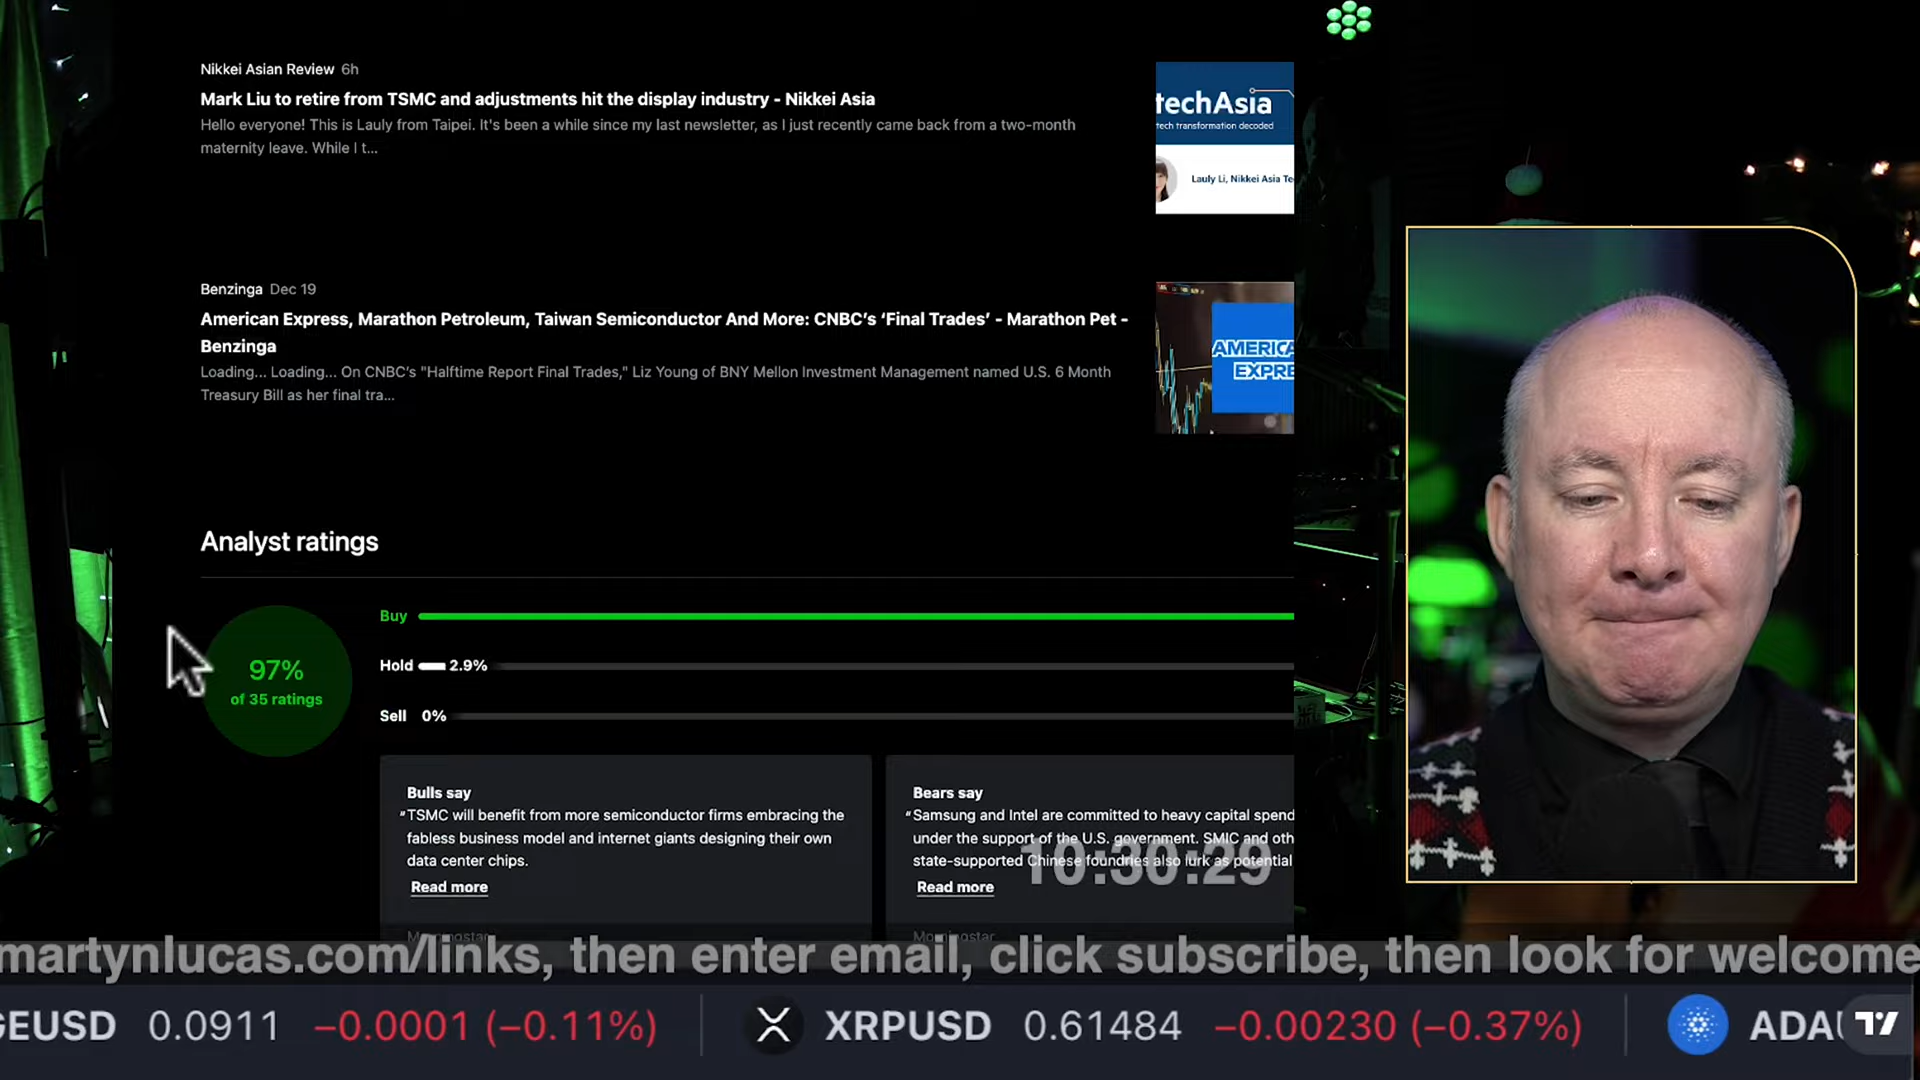 Nikkei Asian Review 6h
Mark Liu to retire from TSMC and adjustments hit the display industry - Nikkei Asia
Hello everyone! This is Lauly from Taipei. It's been a while since my last newsletter, as I just recently came back from a two-month
maternity leave. While I t...
techAsia
tech transformation decoded
Lauly Li, Nikkei Asia Te
Benzinga Dec 19
American Express, Marathon Petroleum, Taiwan Semiconductor And More: CNBC's ‘Final Trades’ - Marathon Pet -
Benzinga
Loading... Loading... On CNBC's "Halftime Report Final Trades," Liz Young of BNY Mellon Investment Management named U.S. 6 Month
Treasury Bill as her final tra...
AMERICA
EXPRE
Analyst ratings
97%
of 35 ratings
Buy
Hold 2.9%
Sell 0%
Bulls say
“TSMC will benefit from more semiconductor firms embracing the
fabless business model and internet giants designing their own
data center chips.
Read more
Morningstar
Bears say
“Samsung and Intel are committed to heavy capital spend
under the support of the U.S. government. SMIC and oth
state-supported Chinese foundries also lurk as potential
Read more
Morningstar
10:30:29
martynlucas.com/links, then enter email, click subscribe, then look for welcome
GEUSD 0.0911 −0.0001 (−0.11%) XRPUSD 0.61484 −0.00230 (−0.37%) ADAU